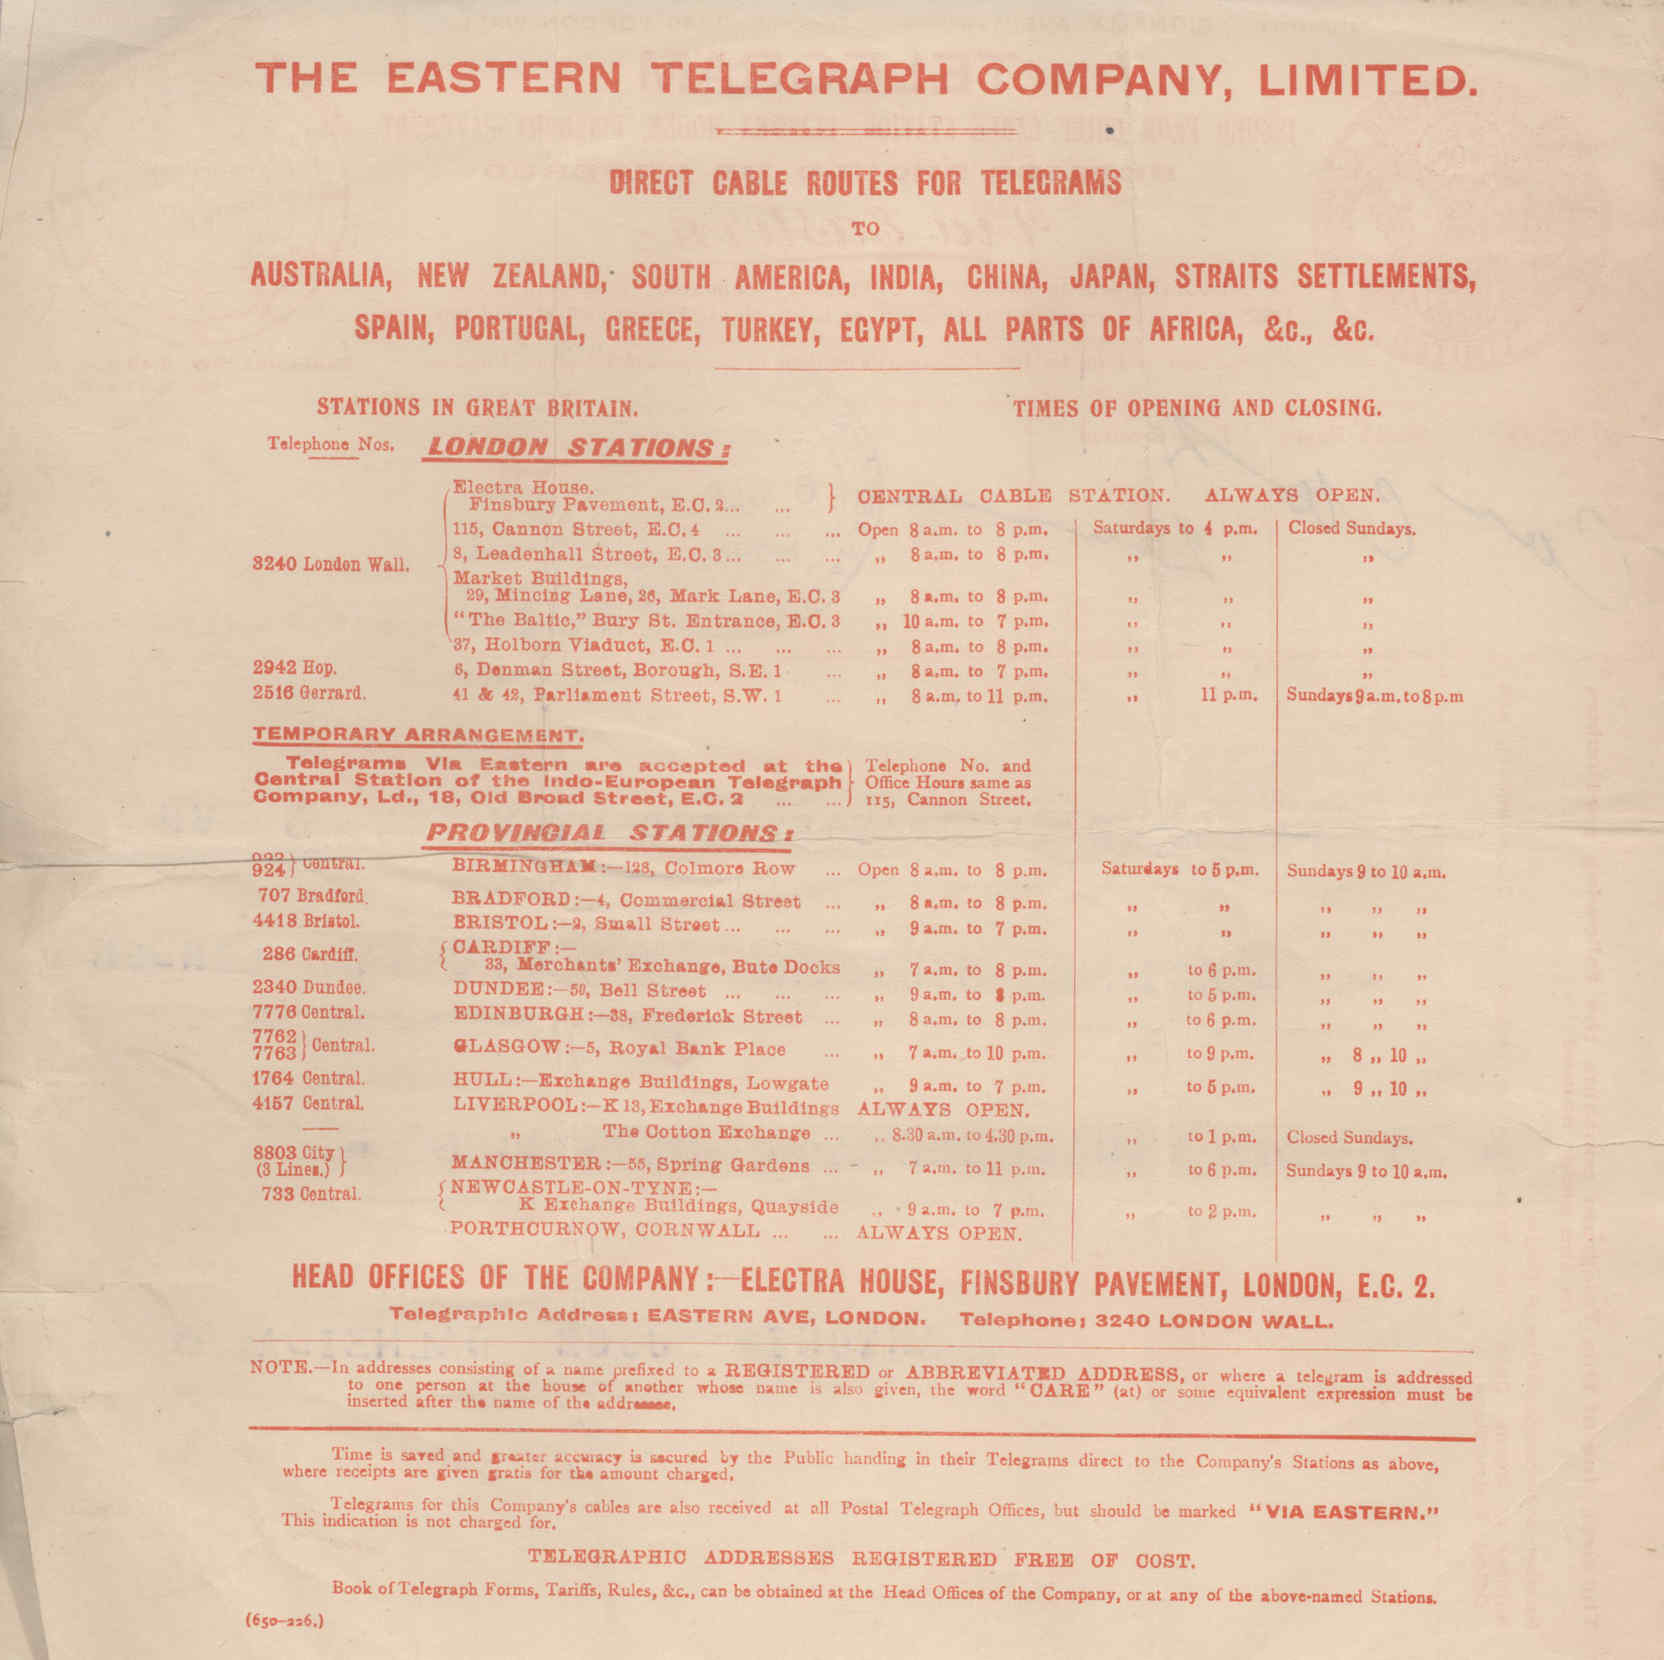 THE EASTERN TELEGRAPH COMPANY, LIMITED.
DIRECT CABLE ROUTES FOR TELEGRAMS
TO
AUSTRALIA, NEW ZEALAND, SOUTH AMERICA, INDIA, CHINA, JAPAN, STRAITS SETTLEMENTS,
SPAIN, PORTUGAL, GREECE, TURKEY, EGYPT, ALL PARTS OF AFRICA, &c., &c.
STATIONS IN GREAT BRITAIN. TIMES OF OPENING AND CLOSING.
Telephone Nos. LONDON STATIONS:
Electra House.
Finsbury Pavement, E.C. 2... ... } CENTRAL CABLE STATION. ALWAYS OPEN.
115, Cannon Street, E.C. 4 ... ... ... Open 8 a.m. to 8 p.m. Saturdays to 4 p.m. Closed Sundays.
3240 London Wall. 8, Leadenhall Street, E.C. 3... ... ... „ 8 a.m. to 8 p.m. „ „ „
Market Buildings,
29, Mincing Lane, 26, Mark Lane, E.C. 3 „ 8 a.m. to 8 p.m. „ „ „
"The Baltic," Bury St. Entrance, E.C. 3 „ 10 a.m. to 7 p.m. „ „ „
37, Holborn Viaduct, E.C. 1 ... ... ... „ 8 a.m. to 8 p.m. „ „ „
2942 Hop. 6, Denman Street, Borough, S.E. 1 ... „ 8 a.m. to 7 p.m. „ „ „
2516 Gerrard. 41 & 42, Parliament Street, S.W. 1 ... „ 8 a.m. to 11 p.m. „ 11 p.m. Sundays 9 a.m. to 8 p.m
TEMPORARY ARRANGEMENT.
Telegrams Via Eastern are accepted at the } Telephone No. and
Central Station of the Indo-European Telegraph } Office Hours same as
Company, Ld., 18, Old Broad Street, E.C. 2 ... ... } 115, Cannon Street.
PROVINCIAL STATIONS:
922
924 } Central. BIRMINGHAM:—128, Colmore Row ... Open 8 a.m. to 8 p.m. Saturdays to 5 p.m. Sundays 9 to 10 a.m.
707 Bradford. BRADFORD:—4, Commercial Street ... „ 8 a.m. to 8 p.m. „ „ „ „ „
4418 Bristol. BRISTOL:—2, Small Street... ... ... „ 9 a.m. to 7 p.m. „ „ „ „ „
286 Cardiff. { CARDIFF:—
33, Merchants' Exchange, Bute Docks „ 7 a.m. to 8 p.m. „ to 6 p.m. „ „ „
2340 Dundee. DUNDEE:—50, Bell Street ... ... ... „ 9 a.m. to 8 p.m. „ to 5 p.m. „ „ „
7776 Central. EDINBURGH:—38, Frederick Street ... „ 8 a.m. to 8 p.m. „ to 6 p.m. „ „ „
7762
7763 } Central. GLASGOW:—5, Royal Bank Place ... „ 7 a.m. to 10 p.m. „ to 9 p.m. „ 8 „ 10 „
1764 Central. HULL:—Exchange Buildings, Lowgate „ 9 a.m. to 7 p.m. „ to 5 p.m. „ 9 „ 10 „
4157 Central. LIVERPOOL:—K 13, Exchange Buildings ALWAYS OPEN.
— „ The Cotton Exchange ... „ 8.30 a.m. to 4.30 p.m. „ to 1 p.m. Closed Sundays.
8803 City
(3 Lines.) } MANCHESTER:—55, Spring Gardens ... „ 7 a.m. to 11 p.m. „ to 6 p.m. Sundays 9 to 10 a.m.
733 Central. { NEWCASTLE-ON-TYNE:—
K Exchange Buildings, Quayside „ 9 a.m. to 7 p.m. „ to 2 p.m. „ „ „
PORTHCURNOW, CORNWALL ... ... ALWAYS OPEN.
HEAD OFFICES OF THE COMPANY:—ELECTRA HOUSE, FINSBURY PAVEMENT, LONDON, E.C. 2.
Telegraphic Address: EASTERN AVE, LONDON. Telephone: 3240 LONDON WALL.
NOTE.—In addresses consisting of a name prefixed to a REGISTERED or ABBREVIATED ADDRESS, or where a telegram is addressed
to one person at the house of another whose name is also given, the word "CARE" (at) or some equivalent expression must be
inserted after the name of the addressee.
Time is saved and greater accuracy is secured by the Public handing in their Telegrams direct to the Company's Stations as above,
where receipts are given gratis for the amount charged.
Telegrams for this Company's cables are also received at all Postal Telegraph Offices, but should be marked "VIA EASTERN."
This indication is not charged for.
TELEGRAPHIC ADDRESSES REGISTERED FREE OF COST.
Book of Telegraph Forms, Tariffs, Rules, &c., can be obtained at the Head Offices of the Company, or at any of the above-named Stations.
(650–226.)